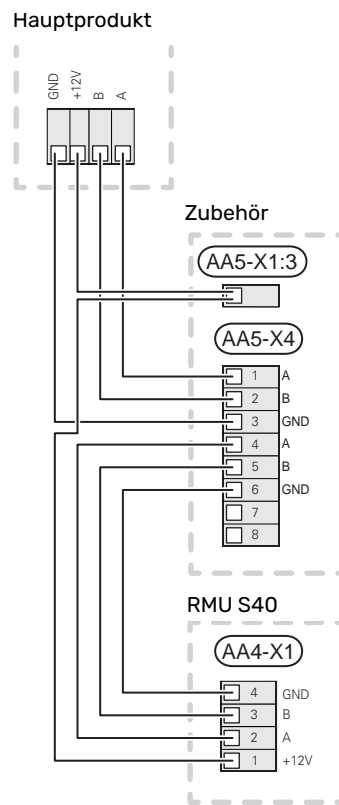 Hauptprodukt
GND +12V B A
Zubehör
AA5-X1:3
AA5-X4
1 A
2 B
3 GND
4 A
5 B
6 GND
7
8
RMU S40
AA4-X1
4 GND
3 B
2 A
1 +12V